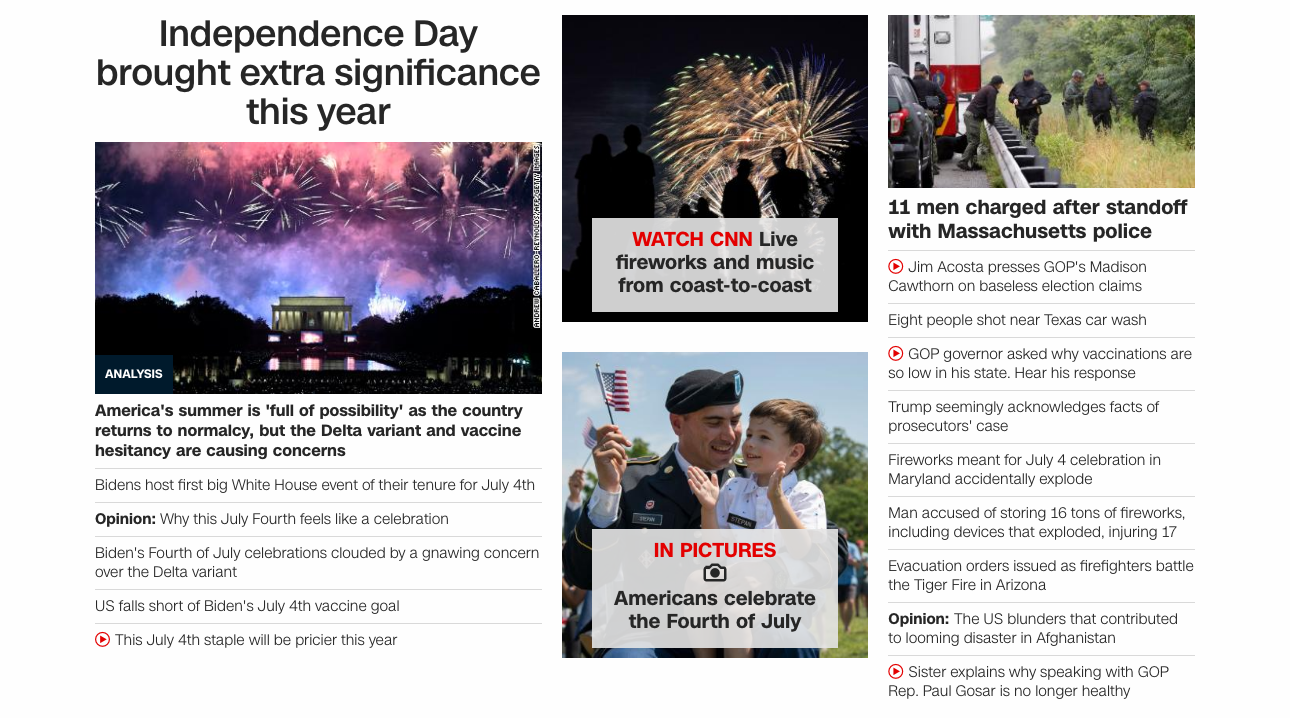 Independence Day
brought extra significance
this year
ANDREW CABALLERO-REYNOLDS/AFP/GETTY IMAGES
ANALYSIS
America's summer is 'full of possibility' as the country
returns to normalcy, but the Delta variant and vaccine
hesitancy are causing concerns
Bidens host first big White House event of their tenure for July 4th
Opinion: Why this July Fourth feels like a celebration
Biden's Fourth of July celebrations clouded by a gnawing concern
over the Delta variant
US falls short of Biden's July 4th vaccine goal
This July 4th staple will be pricier this year
WATCH CNN Live
fireworks and music
from coast-to-coast
STEPAN
STEPAN
IN PICTURES
Americans celebrate
the Fourth of July
11 men charged after standoff
with Massachusetts police
Jim Acosta presses GOP's Madison
Cawthorn on baseless election claims
Eight people shot near Texas car wash
GOP governor asked why vaccinations are
so low in his state. Hear his response
Trump seemingly acknowledges facts of
prosecutors' case
Fireworks meant for July 4 celebration in
Maryland accidentally explode
Man accused of storing 16 tons of fireworks,
including devices that exploded, injuring 17
Evacuation orders issued as firefighters battle
the Tiger Fire in Arizona
Opinion: The US blunders that contributed
to looming disaster in Afghanistan
Sister explains why speaking with GOP
Rep. Paul Gosar is no longer healthy